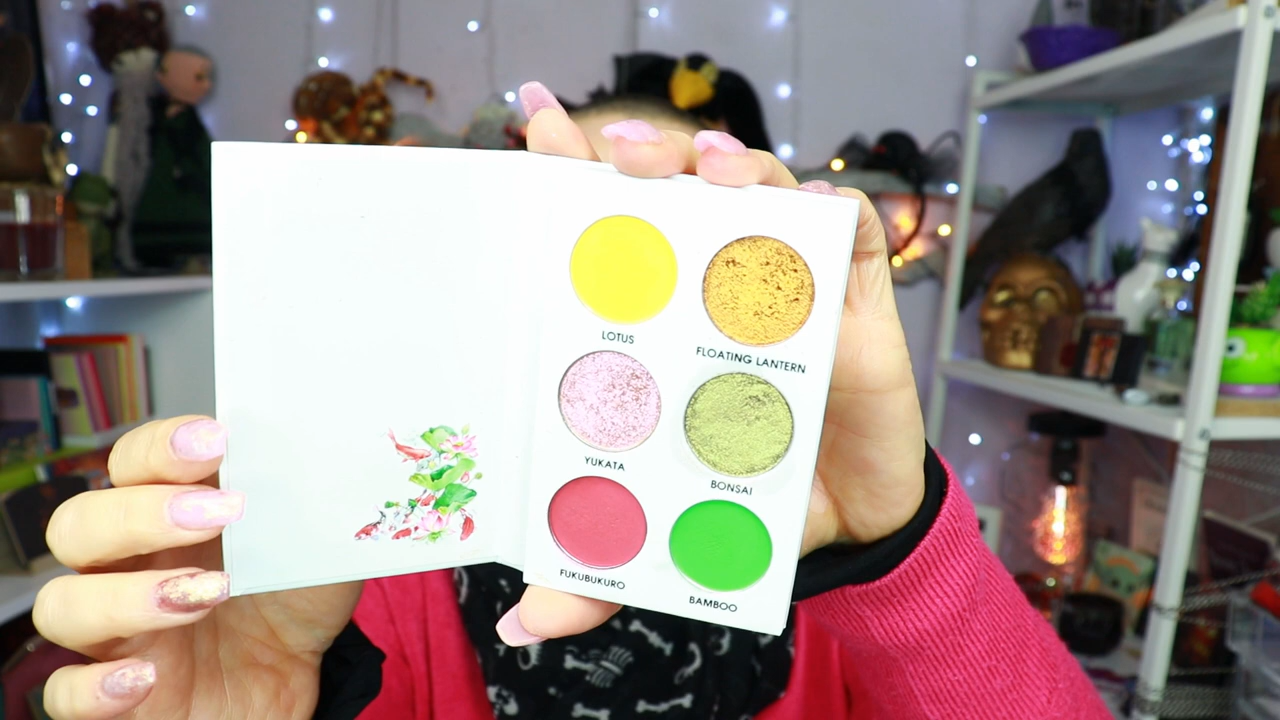 LOTUS
FLOATING LANTERN
YUKATA
BONSAI
FUKUBUKURO
BAMBOO